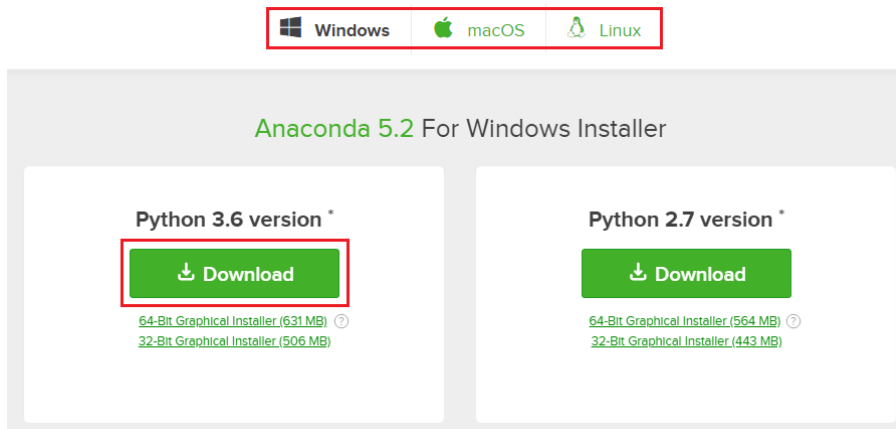 Windows macOS Linux
Anaconda 5.2 For Windows Installer
Python 3.6 version *
Download
64-Bit Graphical Installer (631 MB) ?
32-Bit Graphical Installer (506 MB)
Python 2.7 version *
Download
64-Bit Graphical Installer (564 MB) ?
32-Bit Graphical Installer (443 MB)